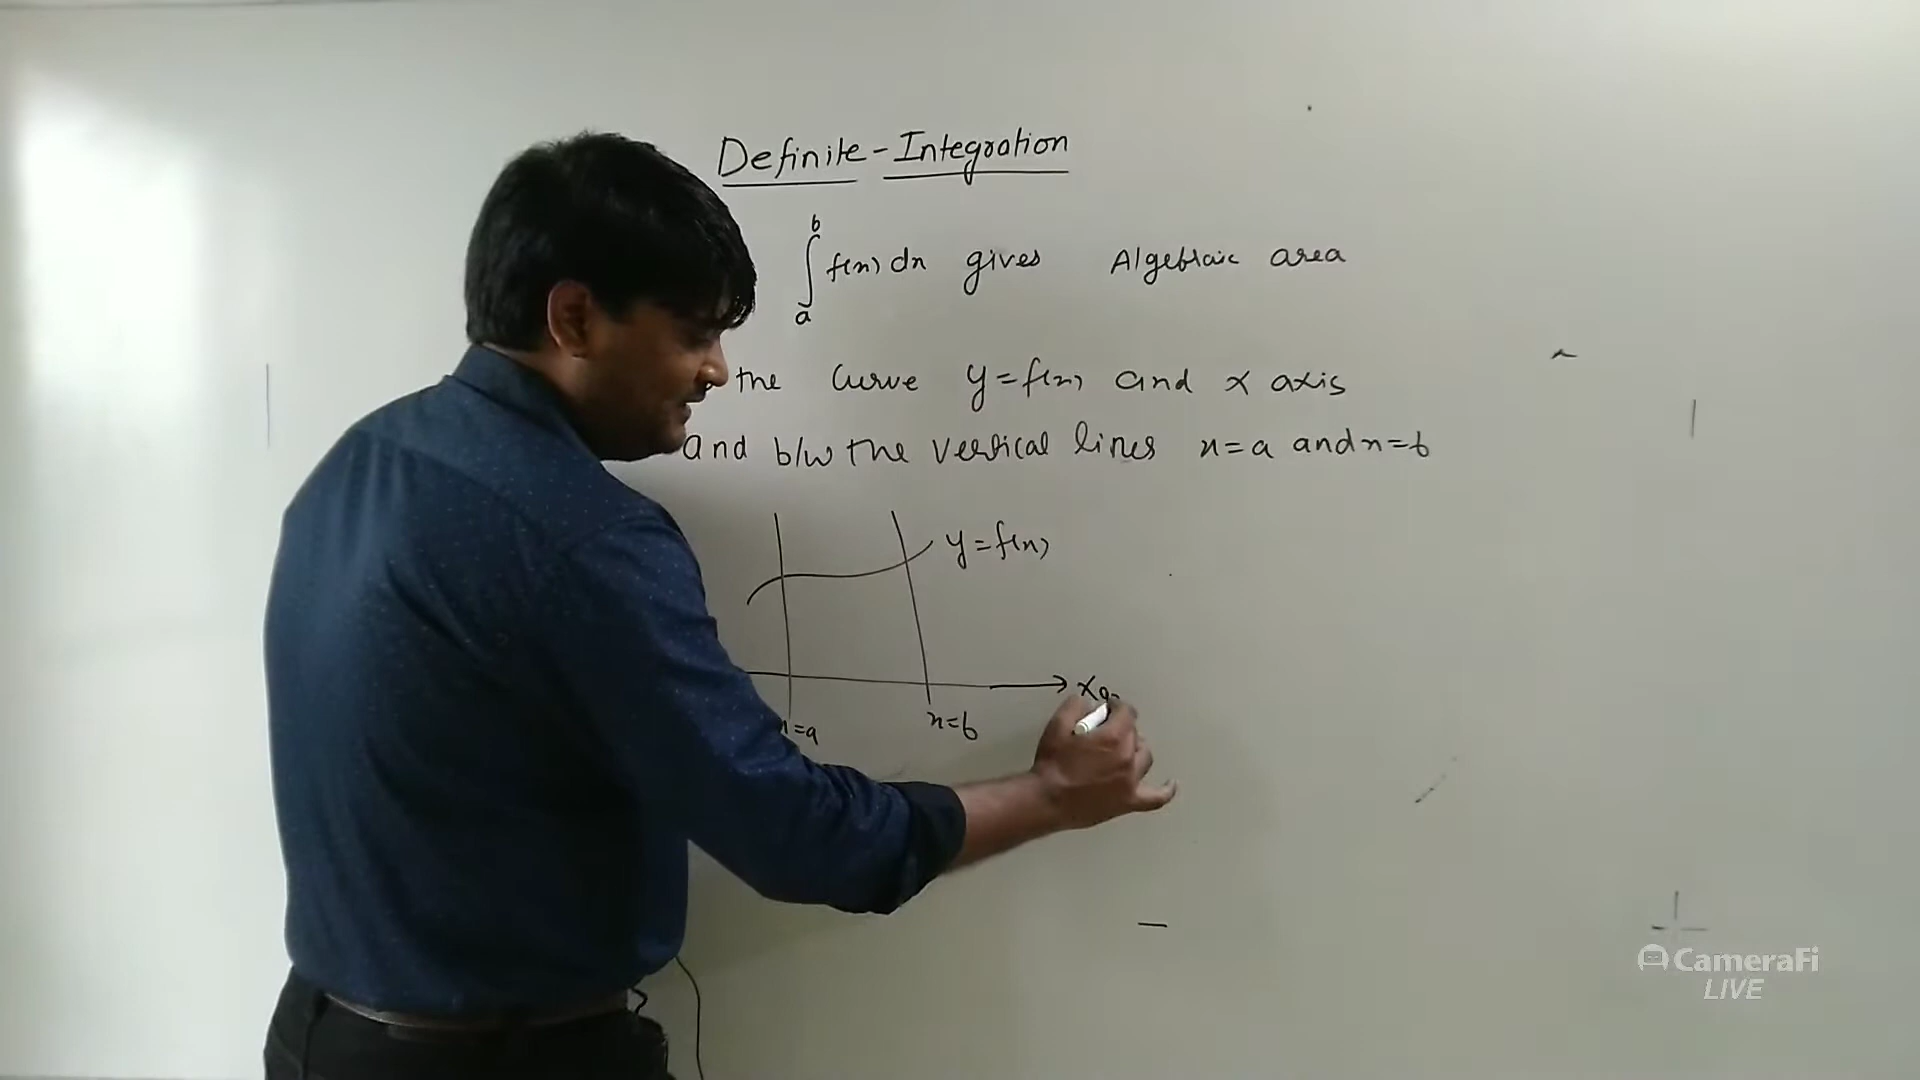 Definite-Integration
b
∫ f(x) dx gives Algebraic area
a
the curve y=f(x) and x axis
and b/w the vertical lines x=a and x=b
y=f(x)
x
x=a x=b
CameraFi
LIVE